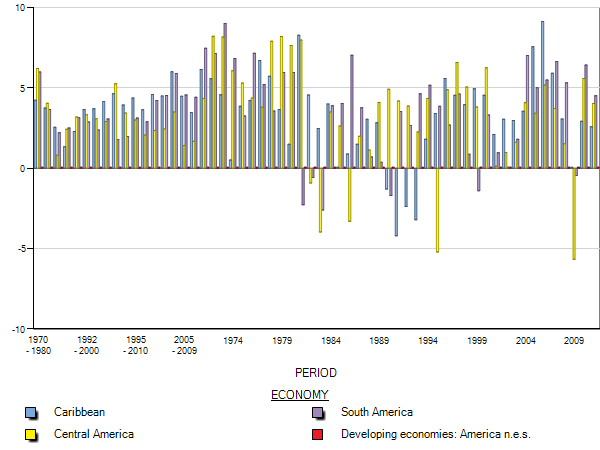 10
5
0
-5
-10
1970 1992 1995 2005 1974 1979 1984 1989 1994 1999 2004 2009
- 1980 - 2000 - 2010 - 2009
PERIOD
ECONOMY
Caribbean South America
Central America Developing economies: America n.e.s.